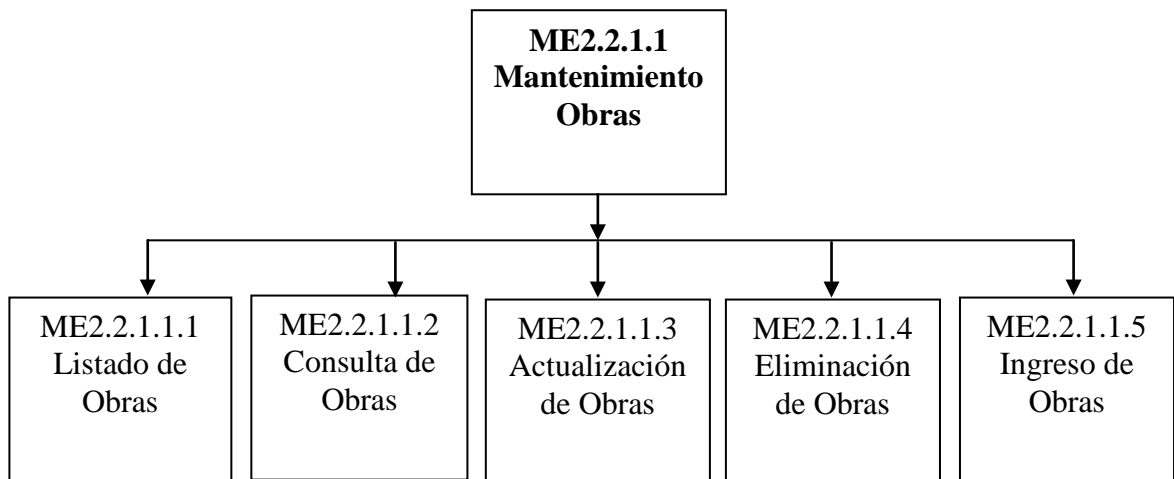 ME2.2.1.1
Mantenimiento
Obras
ME2.2.1.1.1
Listado de
Obras
ME2.2.1.1.2
Consulta de
Obras
ME2.2.1.1.3
Actualización
de Obras
ME2.2.1.1.4
Eliminación
de Obras
ME2.2.1.1.5
Ingreso de
Obras